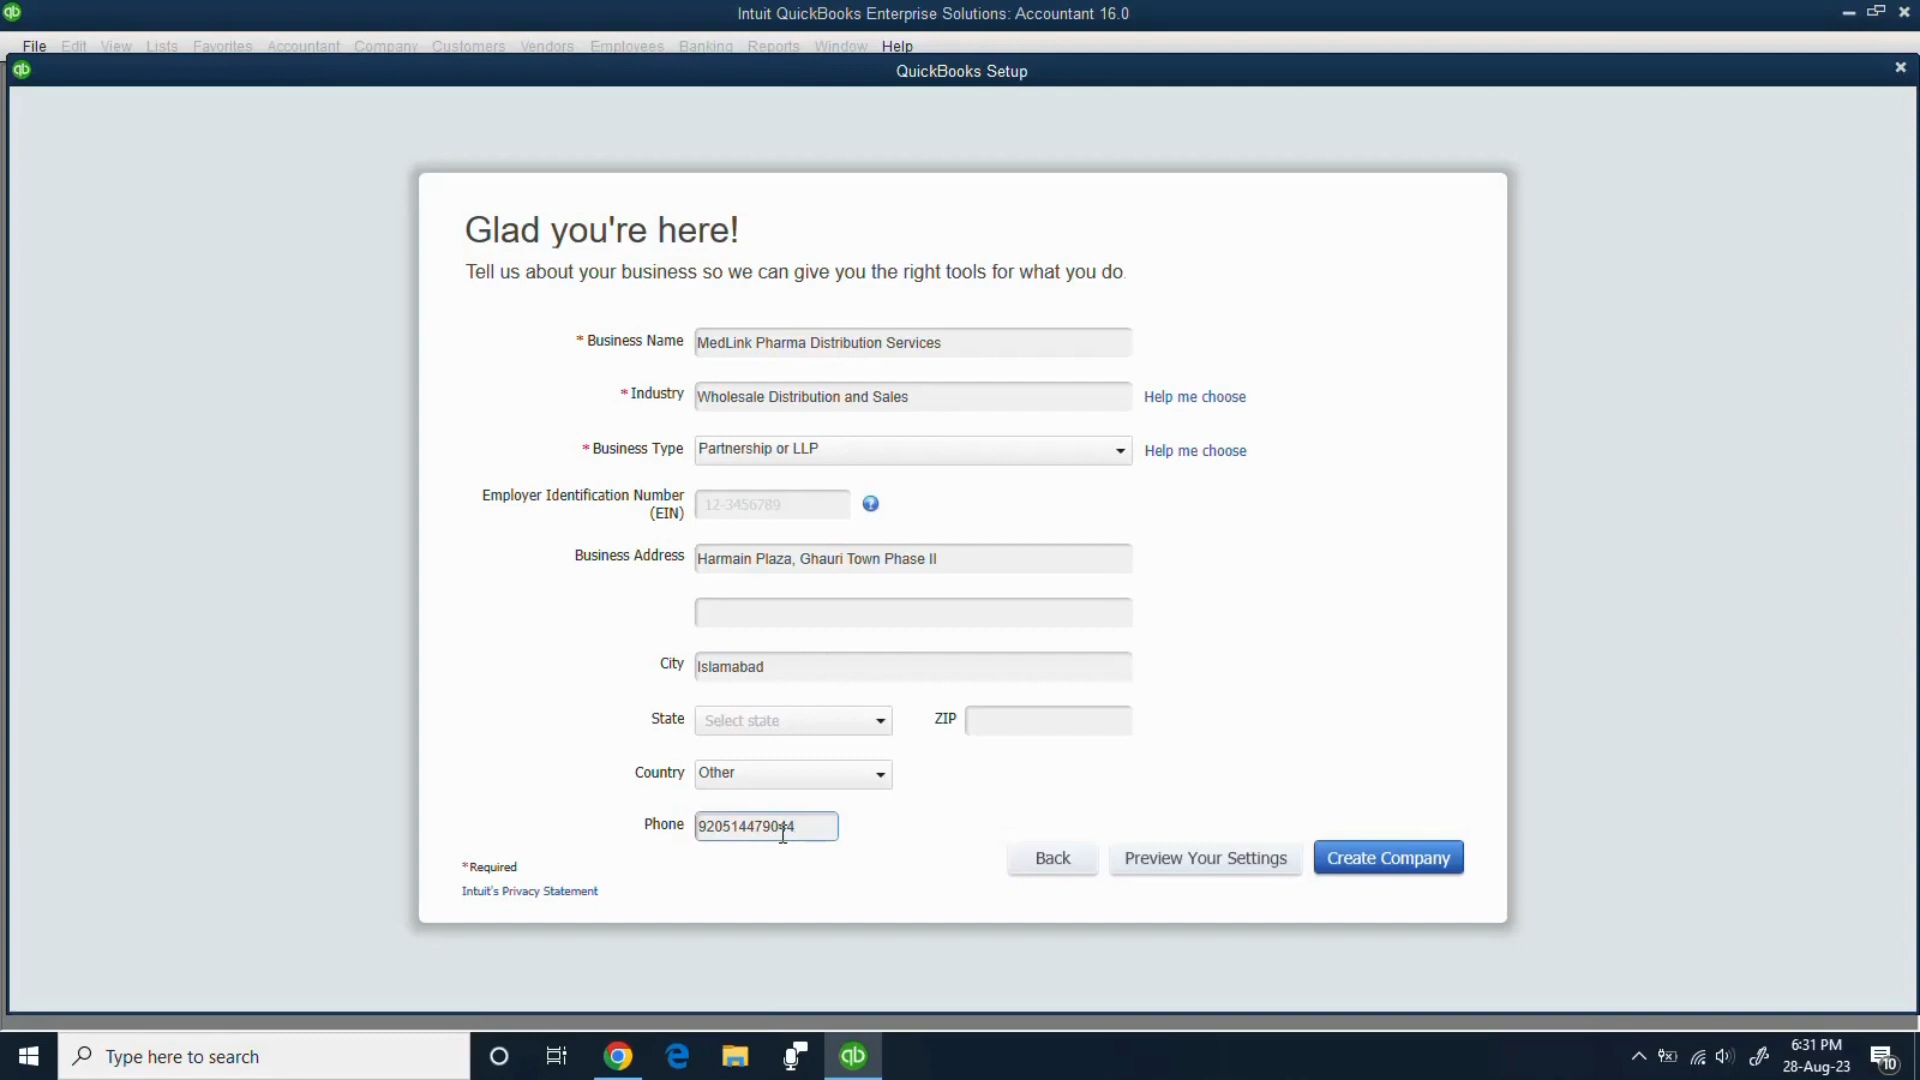 qb Intuit QuickBooks Enterprise Solutions: Accountant 16.0
File Edit View Lists Favorites Accountant Company Customers Vendors Employees Banking Reports Window Help
qb QuickBooks Setup
Glad you're here!
Tell us about your business so we can give you the right tools for what you do.
* Business Name MedLink Pharma Distribution Services
* Industry Wholesale Distribution and Sales Help me choose
* Business Type Partnership or LLP Help me choose
Employer Identification Number
(EIN) 12-3456789 ?
Business Address Harmain Plaza, Ghauri Town Phase II
City Islamabad
State Select state ZIP
Country Other
Phone
*Required
Back Preview Your Settings Create Company
Intuit's Privacy Statement
Type here to search
qb
6:31 PM
28-Aug-23
10